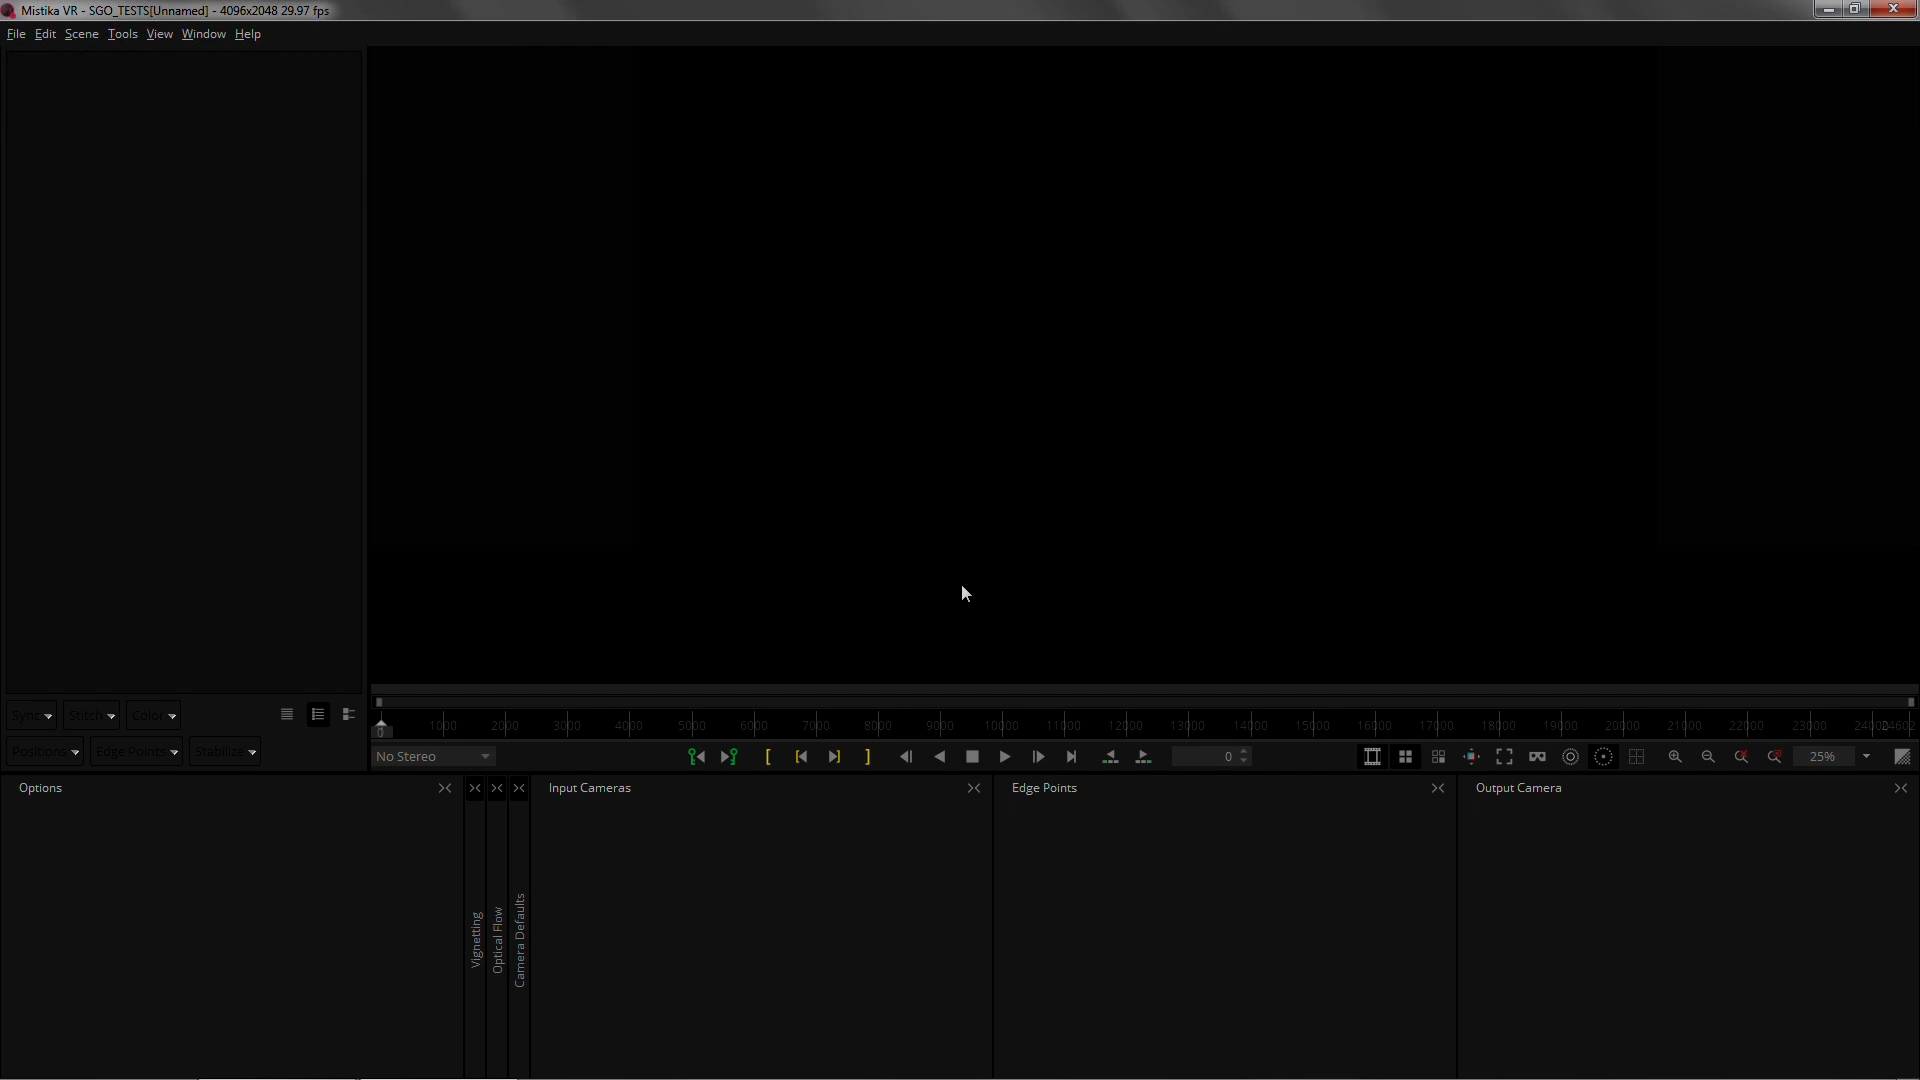 Mistika VR - SGO_TESTS[Unnamed] - 4096x2048 29.97 fps
File Edit Scene Tools View Window Help
Sync Stitch Color
0 1000 2000 3000 4000 5000 6000 7000 8000 9000 10000 11000 12000 13000 14000 15000 16000 17000 18000 19000 20000 21000 22000 23000 24602
Positions Edge Points Stabilize
No Stereo 0 25%
Options Input Cameras Edge Points Output Camera
Vignetting
Optical Flow
Camera Defaults